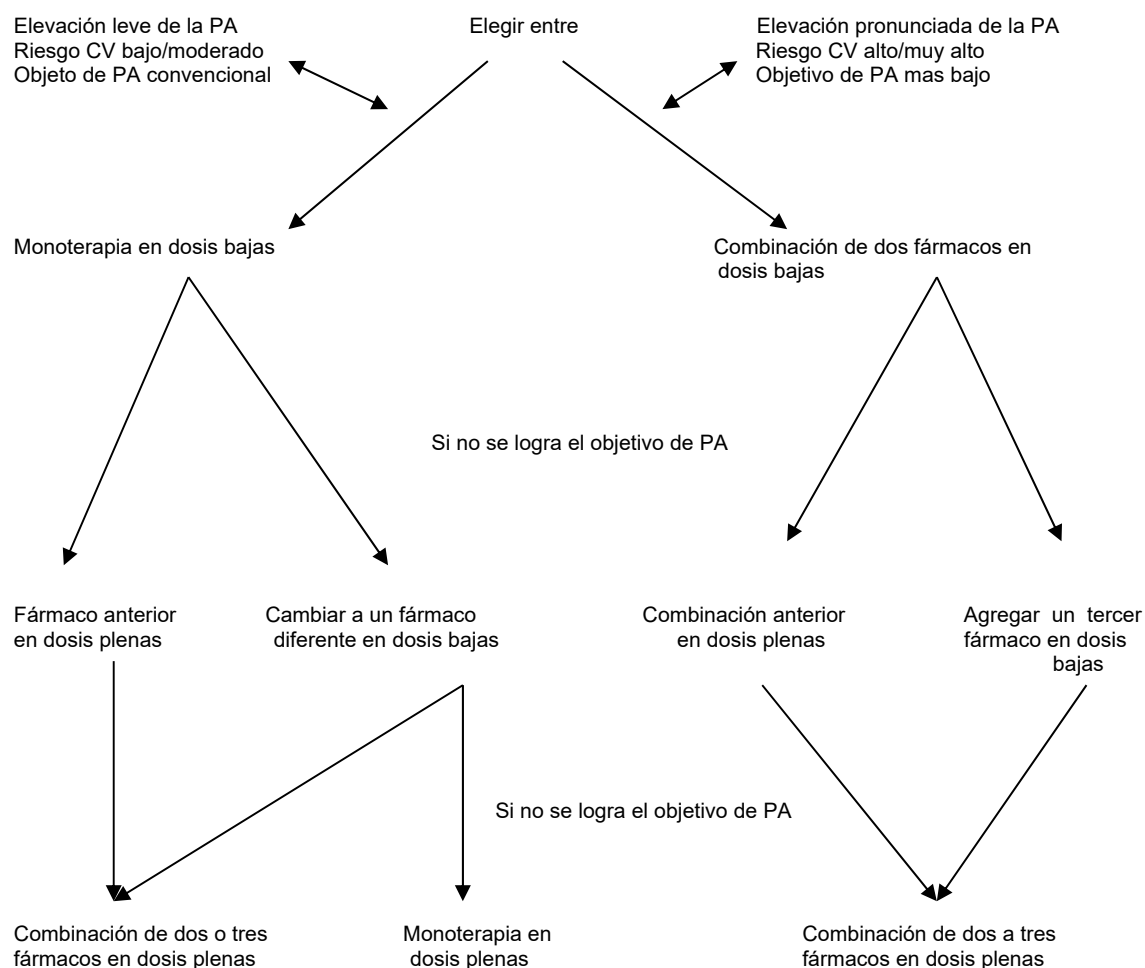 Elevación leve de la PA
Riesgo CV bajo/moderado
Objeto de PA convencional
Elegir entre
Elevación pronunciada de la PA
Riesgo CV alto/muy alto
Objetivo de PA mas bajo
Monoterapia en dosis bajas
Combinación de dos fármacos en
dosis bajas
Si no se logra el objetivo de PA
Fármaco anterior
en dosis plenas
Cambiar a un fármaco
diferente en dosis bajas
Combinación anterior
en dosis plenas
Agregar un tercer
fármaco en dosis
bajas
Si no se logra el objetivo de PA
Combinación de dos o tres
fármacos en dosis plenas
Monoterapia en
dosis plenas
Combinación de dos a tres
fármacos en dosis plenas